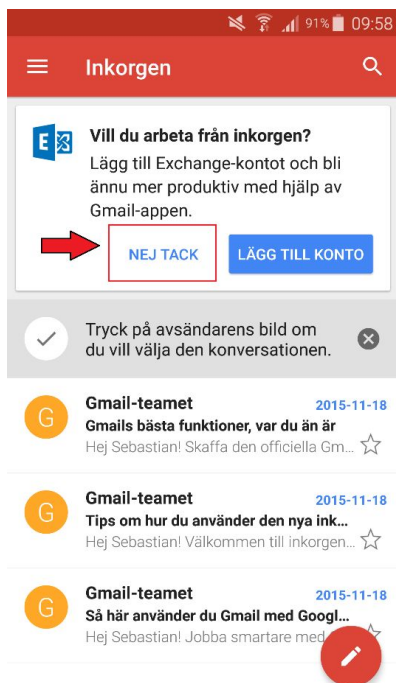 91% 09:58
Inkorgen
E
Vill du arbeta från inkorgen?
Lägg till Exchange-kontot och bli
ännu mer produktiv med hjälp av
Gmail-appen.
NEJ TACK LÄGG TILL KONTO
Tryck på avsändarens bild om
du vill välja den konversationen.
G
Gmail-teamet 2015-11-18
Gmails bästa funktioner, var du än är
Hej Sebastian! Skaffa den officiella Gm...
G
Gmail-teamet 2015-11-18
Tips om hur du använder den nya ink...
Hej Sebastian! Välkommen till inkorgen...
G
Gmail-teamet 2015-11-18
Så här använder du Gmail med Googl...
Hej Sebastian! Jobba smartare med